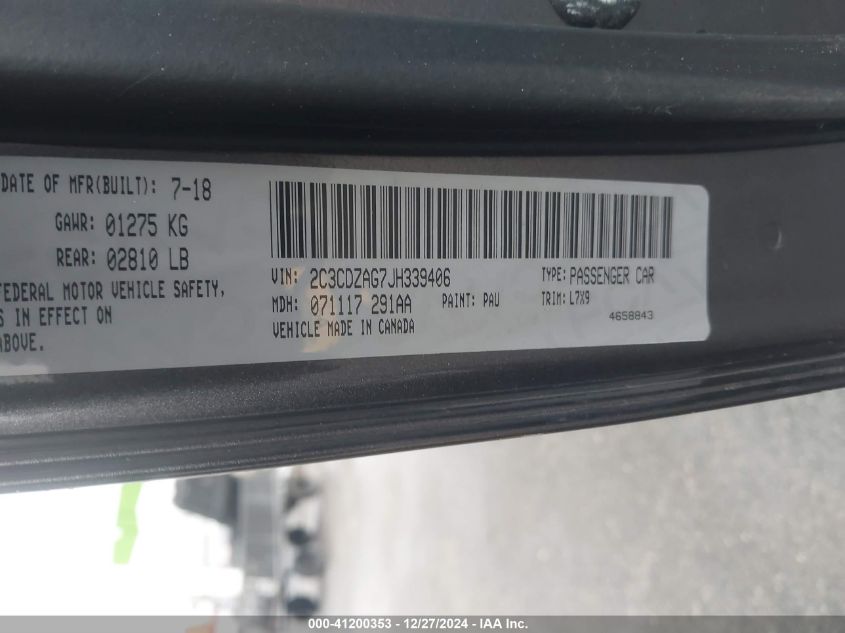 DATE OF MFR(BUILT): 7-18
GAWR: 01275 KG
REAR: 02810 LB
FEDERAL MOTOR VEHICLE SAFETY,
S IN EFFECT ON
ABOVE.
VIN: 2C3CDZAG7JH339406
TYPE: PASSENGER CAR
MDH: 071117 291AA
PAINT: PAU
TRIM: L7X9
VEHICLE MADE IN CANADA
4658843
000-41200353 - 12/27/2024 - IAA Inc.